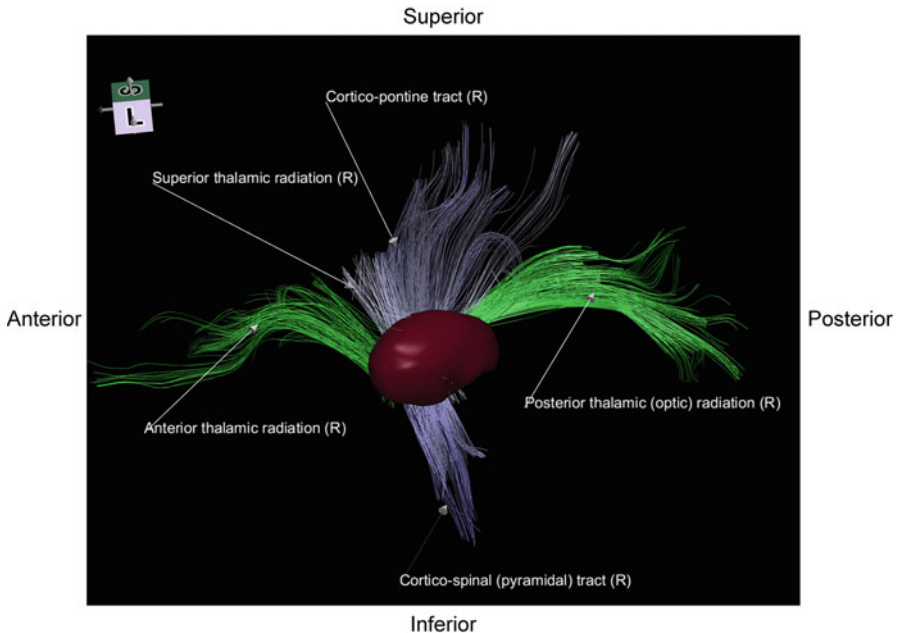 Superior
L
Cortico-pontine tract (R)
Superior thalamic radiation (R)
Anterior
Posterior
Posterior thalamic (optic) radiation (R)
Anterior thalamic radiation (R)
Cortico-spinal (pyramidal) tract (R)
Inferior